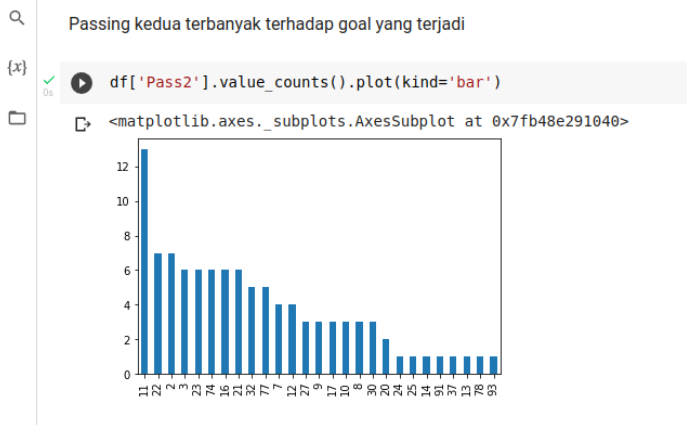 Passing kedua terbanyak terhadap goal yang terjadi
{x}
0s
df['Pass2'].value_counts().plot(kind='bar')
<matplotlib.axes._subplots.AxesSubplot at 0x7fb48e291040>
12
10
8
6
4
2
0
11 22 2 3 23 74 16 21 32 77 7 12 27 9 17 10 8 30 20 24 25 14 91 37 13 78 93